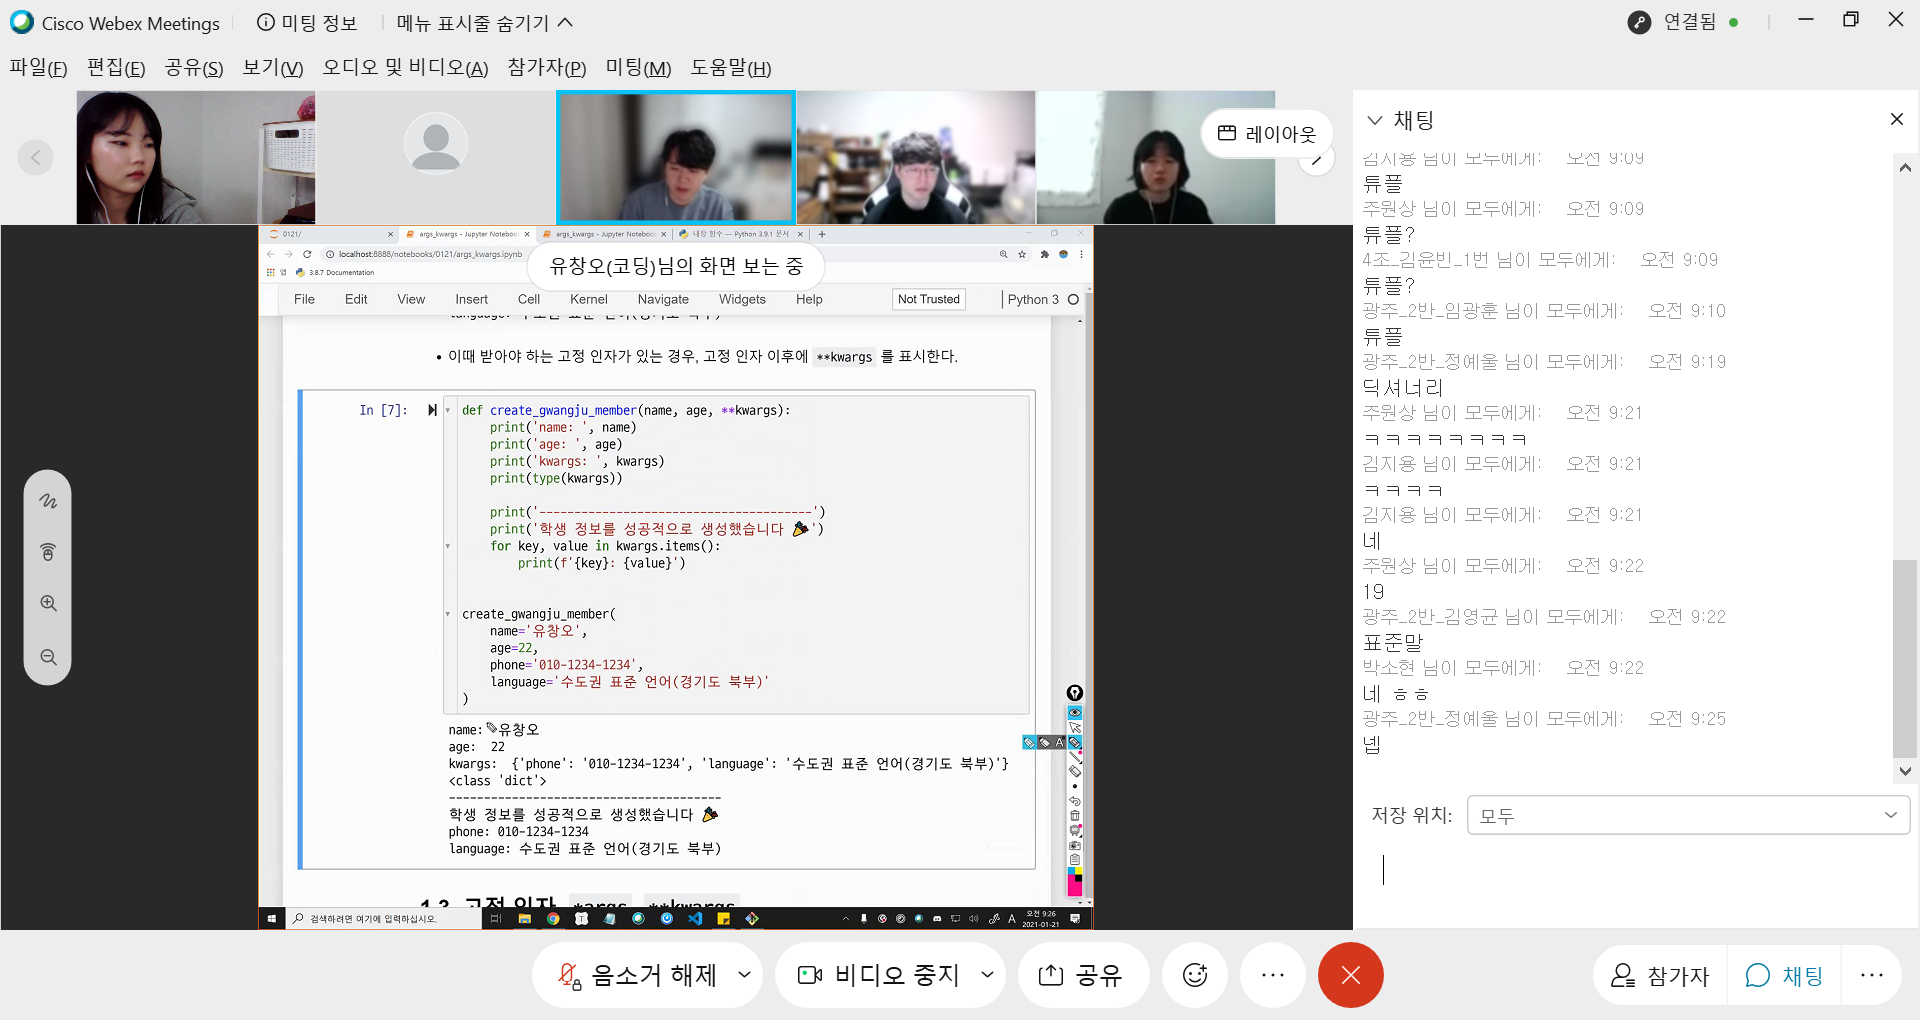 Cisco Webex Meetings
미팅 정보
메뉴 표시줄 숨기기
연결됨
파일(F) 편집(E) 공유(S) 보기(V) 오디오 및 비디오(A) 참가자(P) 미팅(M) 도움말(H)
레이아웃
0121/
args_kwargs - Jupyter Noteboo
args_kwargs - Jupyter Noteboo
내장 함수 — Python 3.9.1 문서
localhost:8888/notebooks/0121/args_kwargs.ipynb
유창오(코딩)님의 화면 보는 중
앱
3.8.7 Documentation
File Edit View Insert Cell Kernel Navigate Widgets Help
Not Trusted
Python 3
language: 수도권 표준 언어(경기도 북부)
• 이때 받아야 하는 고정 인자가 있는 경우, 고정 인자 이후에 **kwargs 를 표시한다.
In [7]:
def create_gwangju_member(name, age, **kwargs):
print('name: ', name)
print('age: ', age)
print('kwargs: ', kwargs)
print(type(kwargs))
print('---------------------------------------')
print('학생 정보를 성공적으로 생성했습니다 🎉')
for key, value in kwargs.items():
print(f'{key}: {value}')
create_gwangju_member(
name='유창오',
age=22,
phone='010-1234-1234',
language='수도권 표준 언어(경기도 북부)'
)
name: 유창오
age:  22
kwargs:  {'phone': '010-1234-1234', 'language': '수도권 표준 언어(경기도 북부)'}
<class 'dict'>
---------------------------------------
학생 정보를 성공적으로 생성했습니다 🎉
phone: 010-1234-1234
language: 수도권 표준 언어(경기도 북부)
1.3. 고정 인자, *args, **kwargs
검색하려면 여기에 입력하십시오.
A
오전 9:26
2021-01-21
채팅
김지용 님이 모두에게: 오전 9:09
튜플
주원상 님이 모두에게: 오전 9:09
튜플?
4조_김윤빈_1번 님이 모두에게: 오전 9:09
튜플?
광주_2반_임광훈 님이 모두에게: 오전 9:10
튜플
광주_2반_정예울 님이 모두에게: 오전 9:19
딕셔너리
주원상 님이 모두에게: 오전 9:21
ㅋㅋㅋㅋㅋㅋㅋㅋ
김지용 님이 모두에게: 오전 9:21
ㅋㅋㅋㅋ
김지용 님이 모두에게: 오전 9:21
네
주원상 님이 모두에게: 오전 9:22
19
광주_2반_김영균 님이 모두에게: 오전 9:22
표준말
박소현 님이 모두에게: 오전 9:22
네 ㅎㅎ
광주_2반_정예울 님이 모두에게: 오전 9:25
넵
저장 위치: 모두
음소거 해제
비디오 중지
공유
참가자
채팅